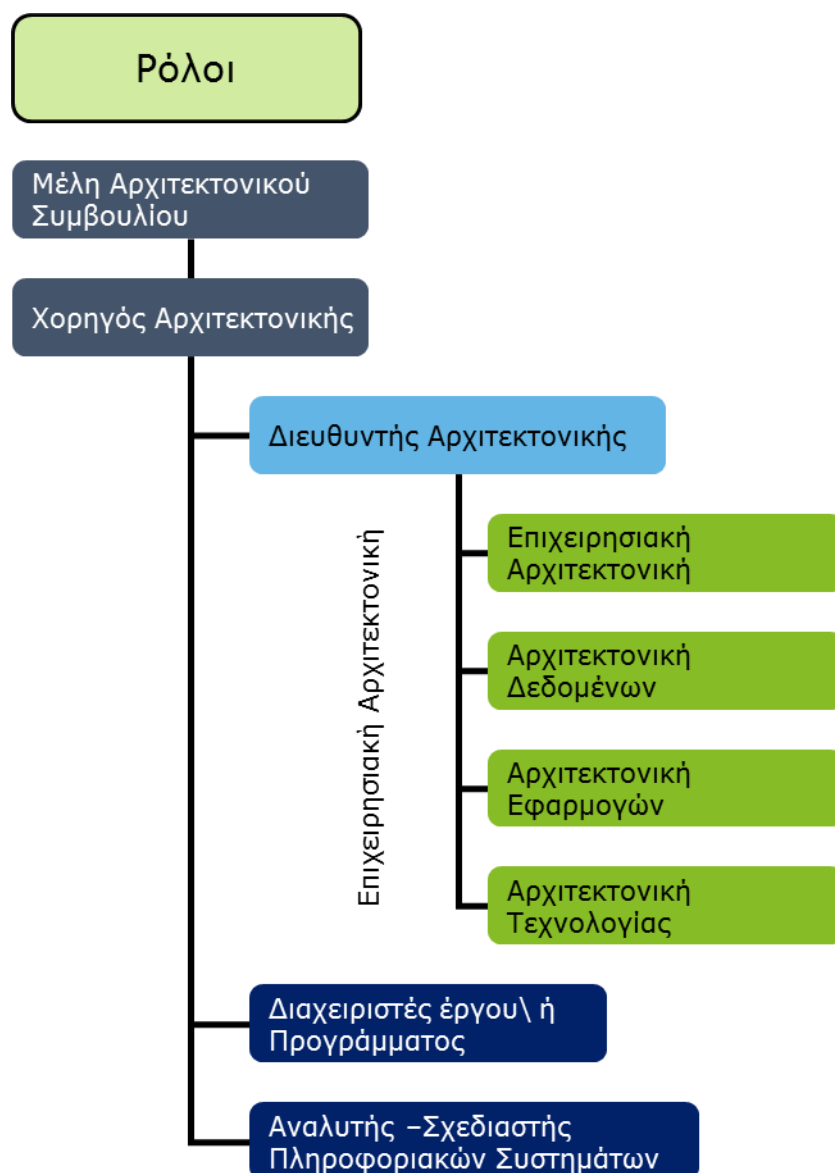 Ρόλοι
Μέλη Αρχιτεκτονικού
Συμβουλίου
Χορηγός Αρχιτεκτονικής
Διευθυντής Αρχιτεκτονικής
Επιχειρησιακή Αρχιτεκτονική
Επιχειρησιακή
Αρχιτεκτονική
Αρχιτεκτονική
Δεδομένων
Αρχιτεκτονική
Εφαρμογών
Αρχιτεκτονική
Τεχνολογίας
Διαχειριστές έργου\ ή
Προγράμματος
Αναλυτής –Σχεδιαστής
Πληροφοριακών Συστημάτων